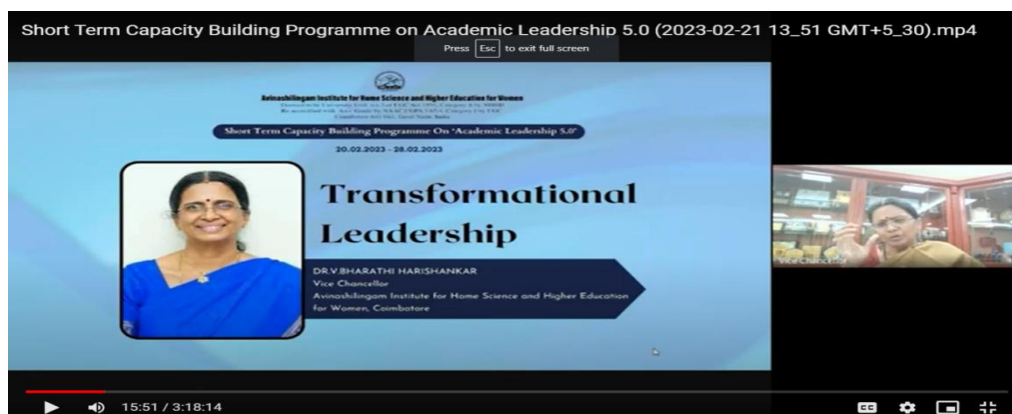 Short Term Capacity Building Programme on Academic Leadership 5.0 (2023-02-21 13_51 GMT+5_30).mp4
Press Esc to exit full screen
Avinashilingam Institute for Home Science and Higher Education for Women
Short Term Capacity Building Programme On 'Academic Leadership 5.0'
20.02.2023 - 28.02.2023
Transformational
Leadership
DR.V.BHARATHI HARISHANKAR
Vice Chancellor
Avinashilingam Institute for Home Science and Higher Education
for Women, Coimbatore
Vice Chancellor
15:51 / 3:18:14
CC